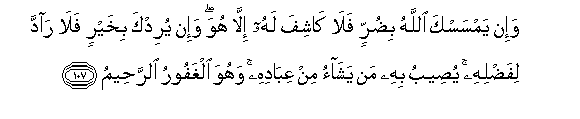 وَإِن يَمْسَسْكَ ٱللَّهُ بِضُرٍّ فَلَا كَاشِفَ لَهُۥٓ إِلَّا هُوَ ۖ وَإِن يُرِدْكَ بِخَيْرٍ فَلَا رَآدَّ
لِفَضْلِهِۦ ۚ يُصِيبُ بِهِۦ مَن يَشَآءُ مِنْ عِبَادِهِۦ ۚ وَهُوَ ٱلْغَفُورُ ٱلرَّحِيمُ ١٠٧